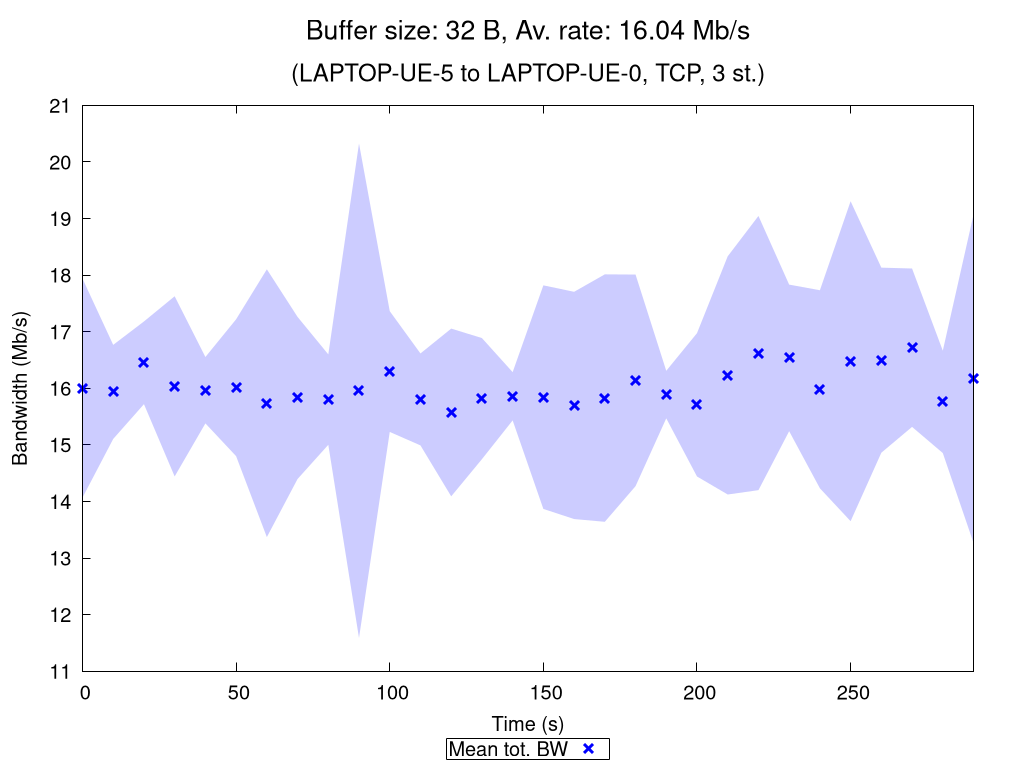 Buffer size: 32 B, Av. rate: 16.04 Mb/s
(LAPTOP-UE-5 to LAPTOP-UE-0, TCP, 3 st.)
21
20
19
18
17
16
15
14
13
12
11
Bandwidth (Mb/s)
0 50 100 150 200 250
Time (s)
Mean tot. BW